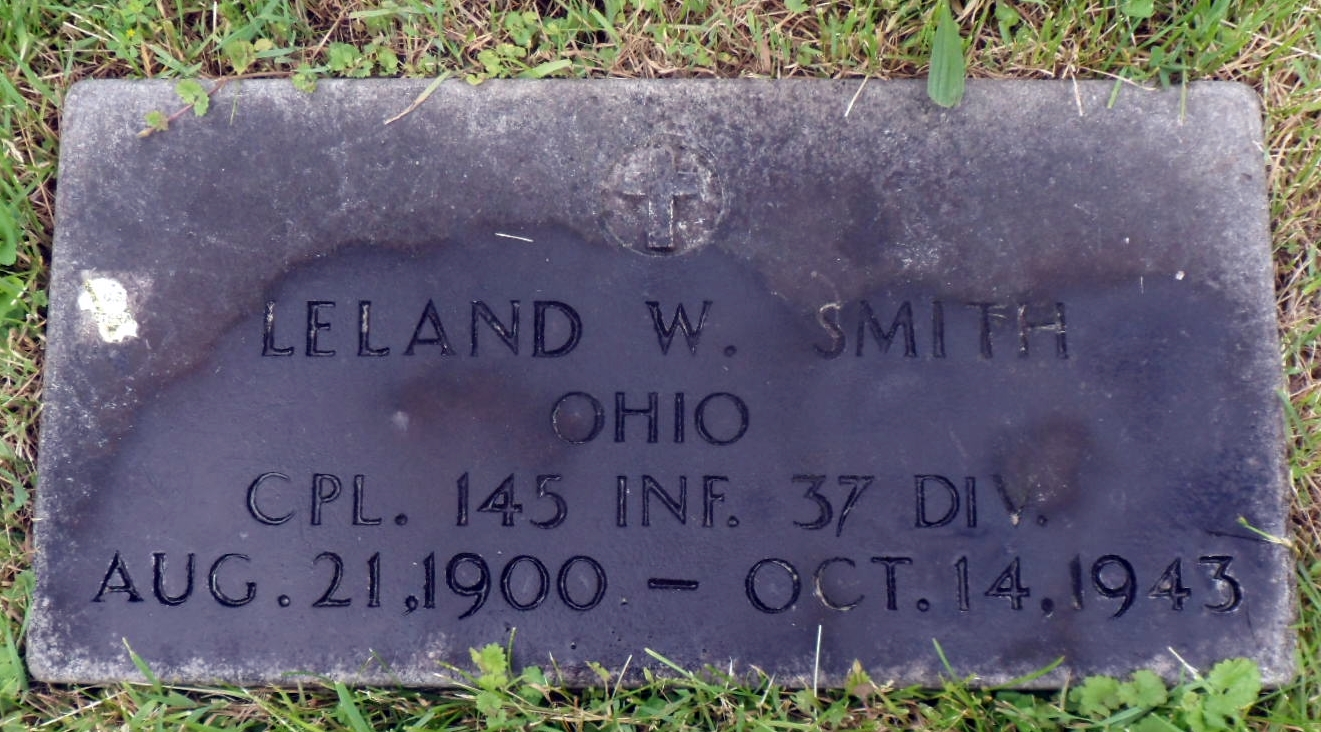 LELAND W. SMITH
OHIO
CPL. 145 INF. 37 DIV.
AUG. 21, 1900 – OCT. 14, 1943